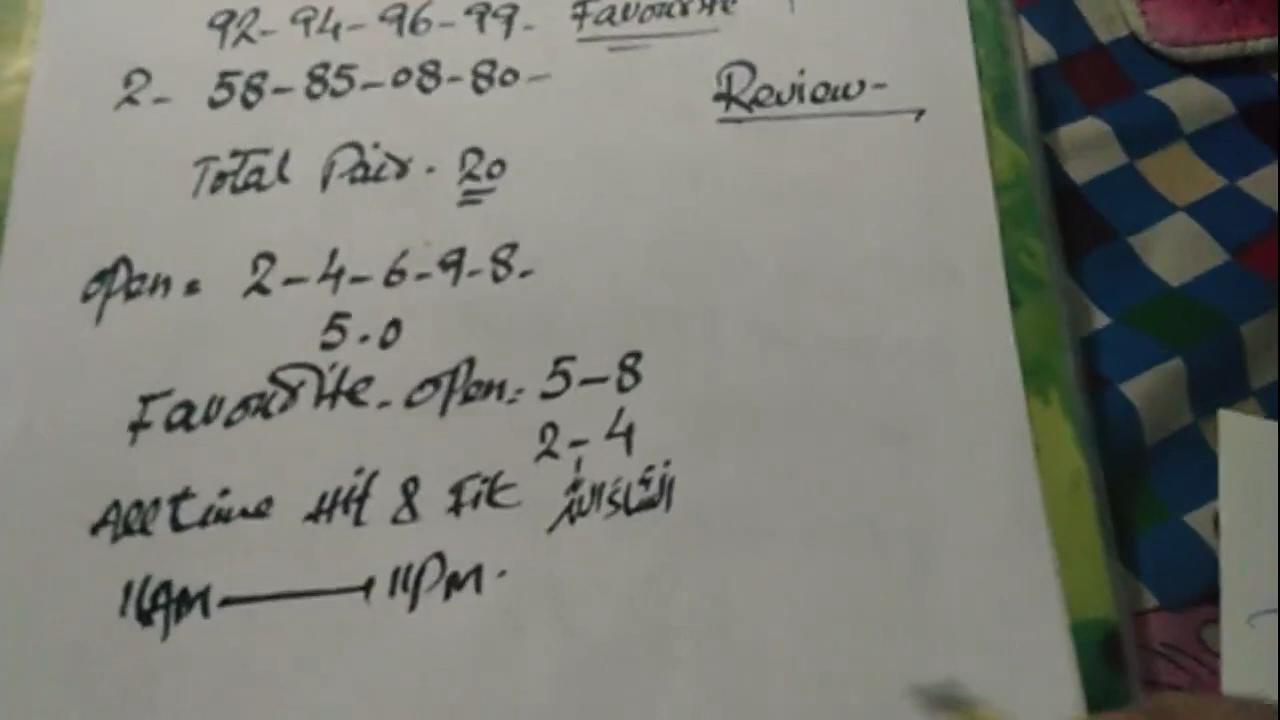 92-94-96-99. Favourite
2- 58-85-08-80-
Review-
Total Pair. 20
open= 2-4-6-9-8.
5.0
Favourite. open= 5-8
2-4
All time Hit & Fit انشاءاللہ
11AM — 11PM.